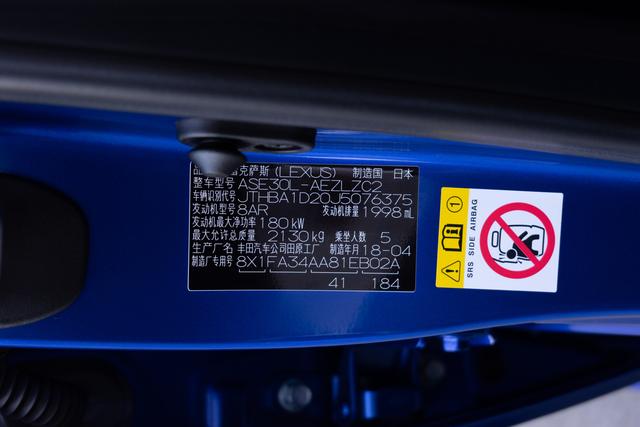 克萨斯 (LEXUS) 制造国 日本
整车型号 ASE30L-AEZLZC2
车辆识别代号 JTHBA1D20J5076375
发动机型号 8AR 发动机排量 1998 mL
发动机最大净功率 180 kW
最大允许总质量 2130 kg 乘坐人数 5
生产厂名 丰田汽车公司田原工厂 制造年月 18-04
制造厂专用号 8X1FA34AA81EB02A
41 184
1
SRS SIDE AIRBAG